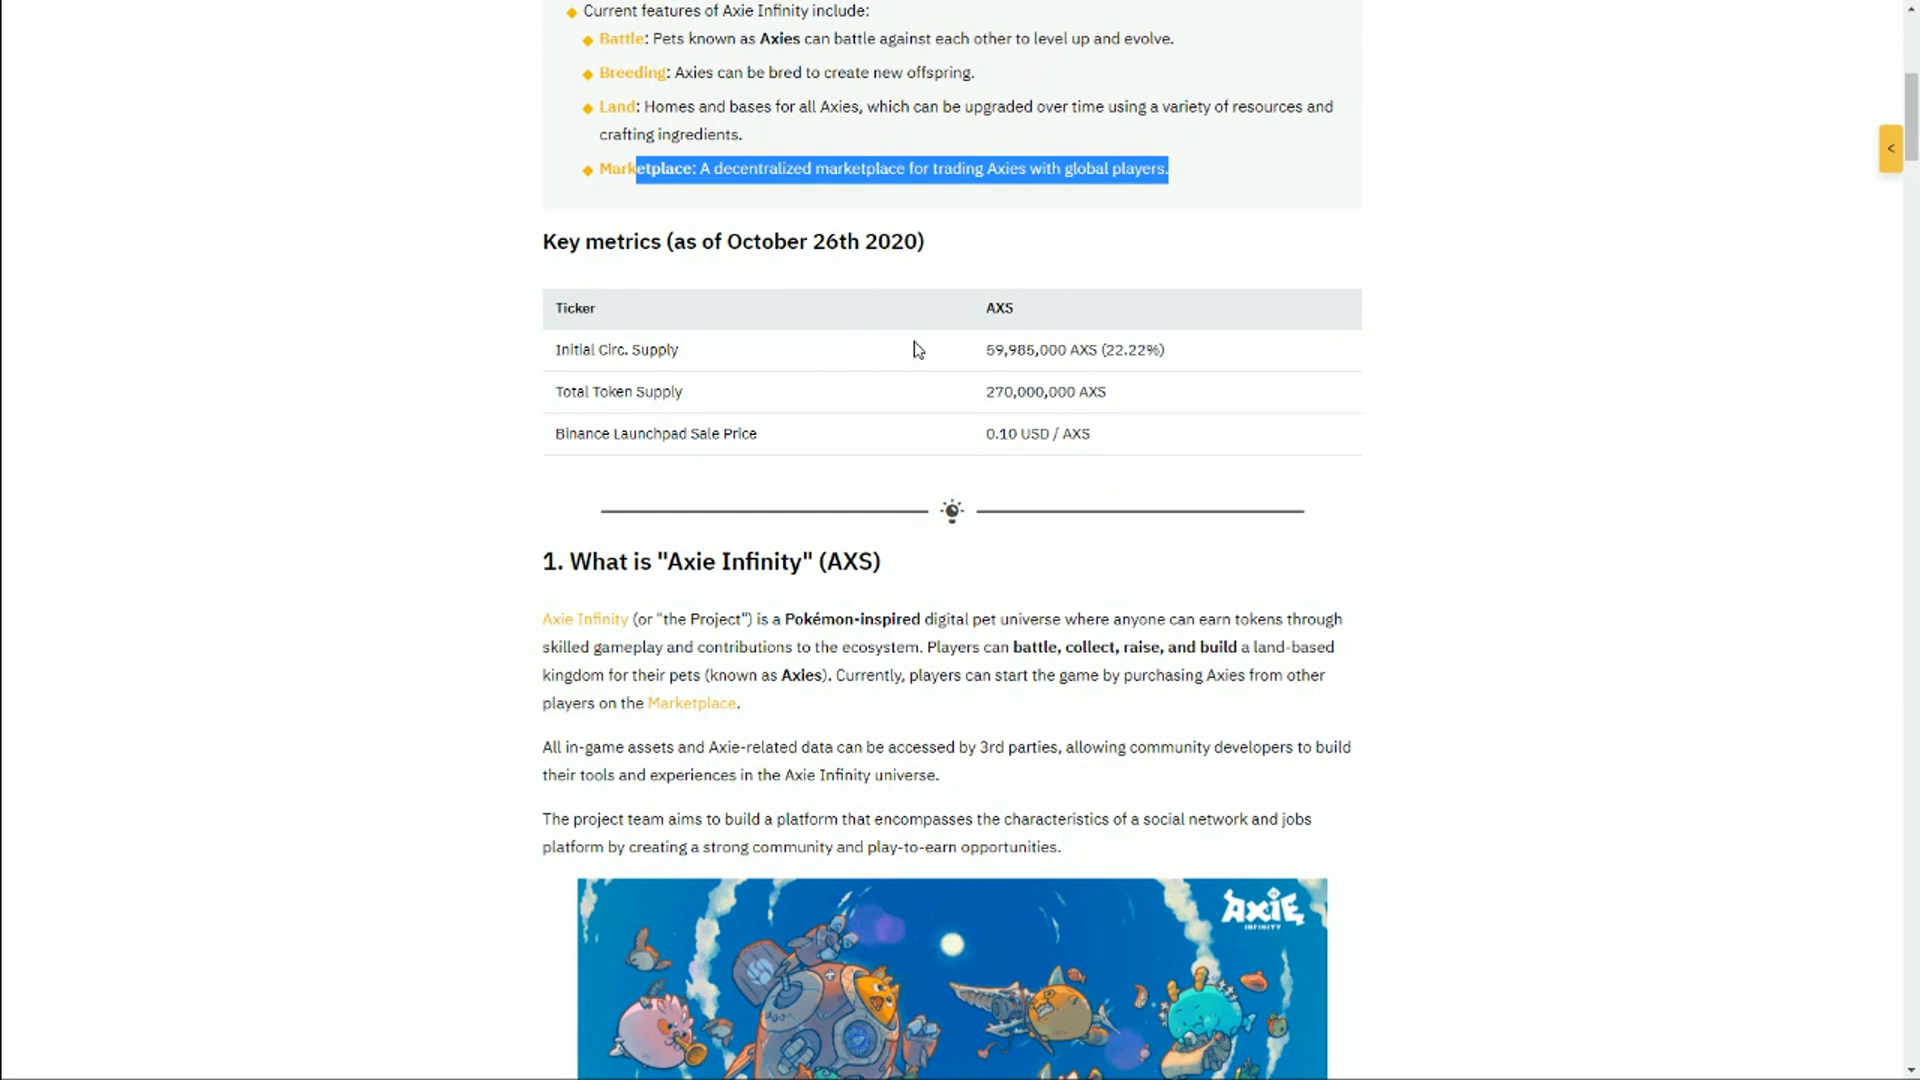 Current features of Axie Infinity include:
Battle: Pets known as Axies can battle against each other to level up and evolve.
Breeding: Axies can be bred to create new offspring.
Land: Homes and bases for all Axies, which can be upgraded over time using a variety of resources and
crafting ingredients.
Marketplace: A decentralized marketplace for trading Axies with global players.
<
Key metrics (as of October 26th 2020)
Ticker AXS
Initial Circ. Supply 59,985,000 AXS (22.22%)
Total Token Supply 270,000,000 AXS
Binance Launchpad Sale Price 0.10 USD / AXS
1. What is "Axie Infinity" (AXS)
Axie Infinity (or "the Project") is a Pokémon-inspired digital pet universe where anyone can earn tokens through
skilled gameplay and contributions to the ecosystem. Players can battle, collect, raise, and build a land-based
kingdom for their pets (known as Axies). Currently, players can start the game by purchasing Axies from other
players on the Marketplace.
All in-game assets and Axie-related data can be accessed by 3rd parties, allowing community developers to build
their tools and experiences in the Axie Infinity universe.
The project team aims to build a platform that encompasses the characteristics of a social network and jobs
platform by creating a strong community and play-to-earn opportunities.
AXIE
INFINITY